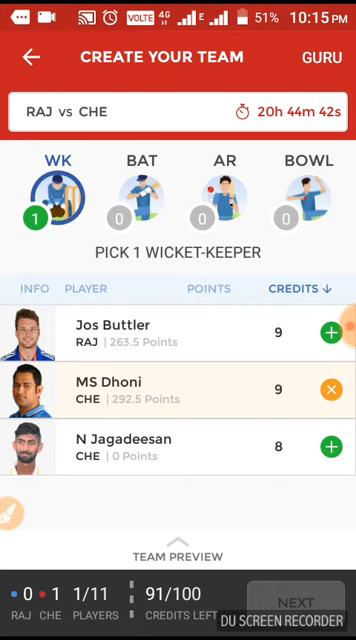 VOLTE 4G E 51% 10:15 PM
CREATE YOUR TEAM GURU
RAJ vs CHE 20h 44m 42s
WK BAT AR BOWL
1 0 0 0
PICK 1 WICKET-KEEPER
INFO PLAYER POINTS CREDITS ↓
Jos Buttler 9
RAJ | 263.5 Points
MS Dhoni 9
CHE | 292.5 Points
N Jagadeesan 8
CHE | 0 Points
TEAM PREVIEW
0 1 1/11 91/100 NEXT
RAJ CHE PLAYERS CREDITS LEFT
DU SCREEN RECORDER